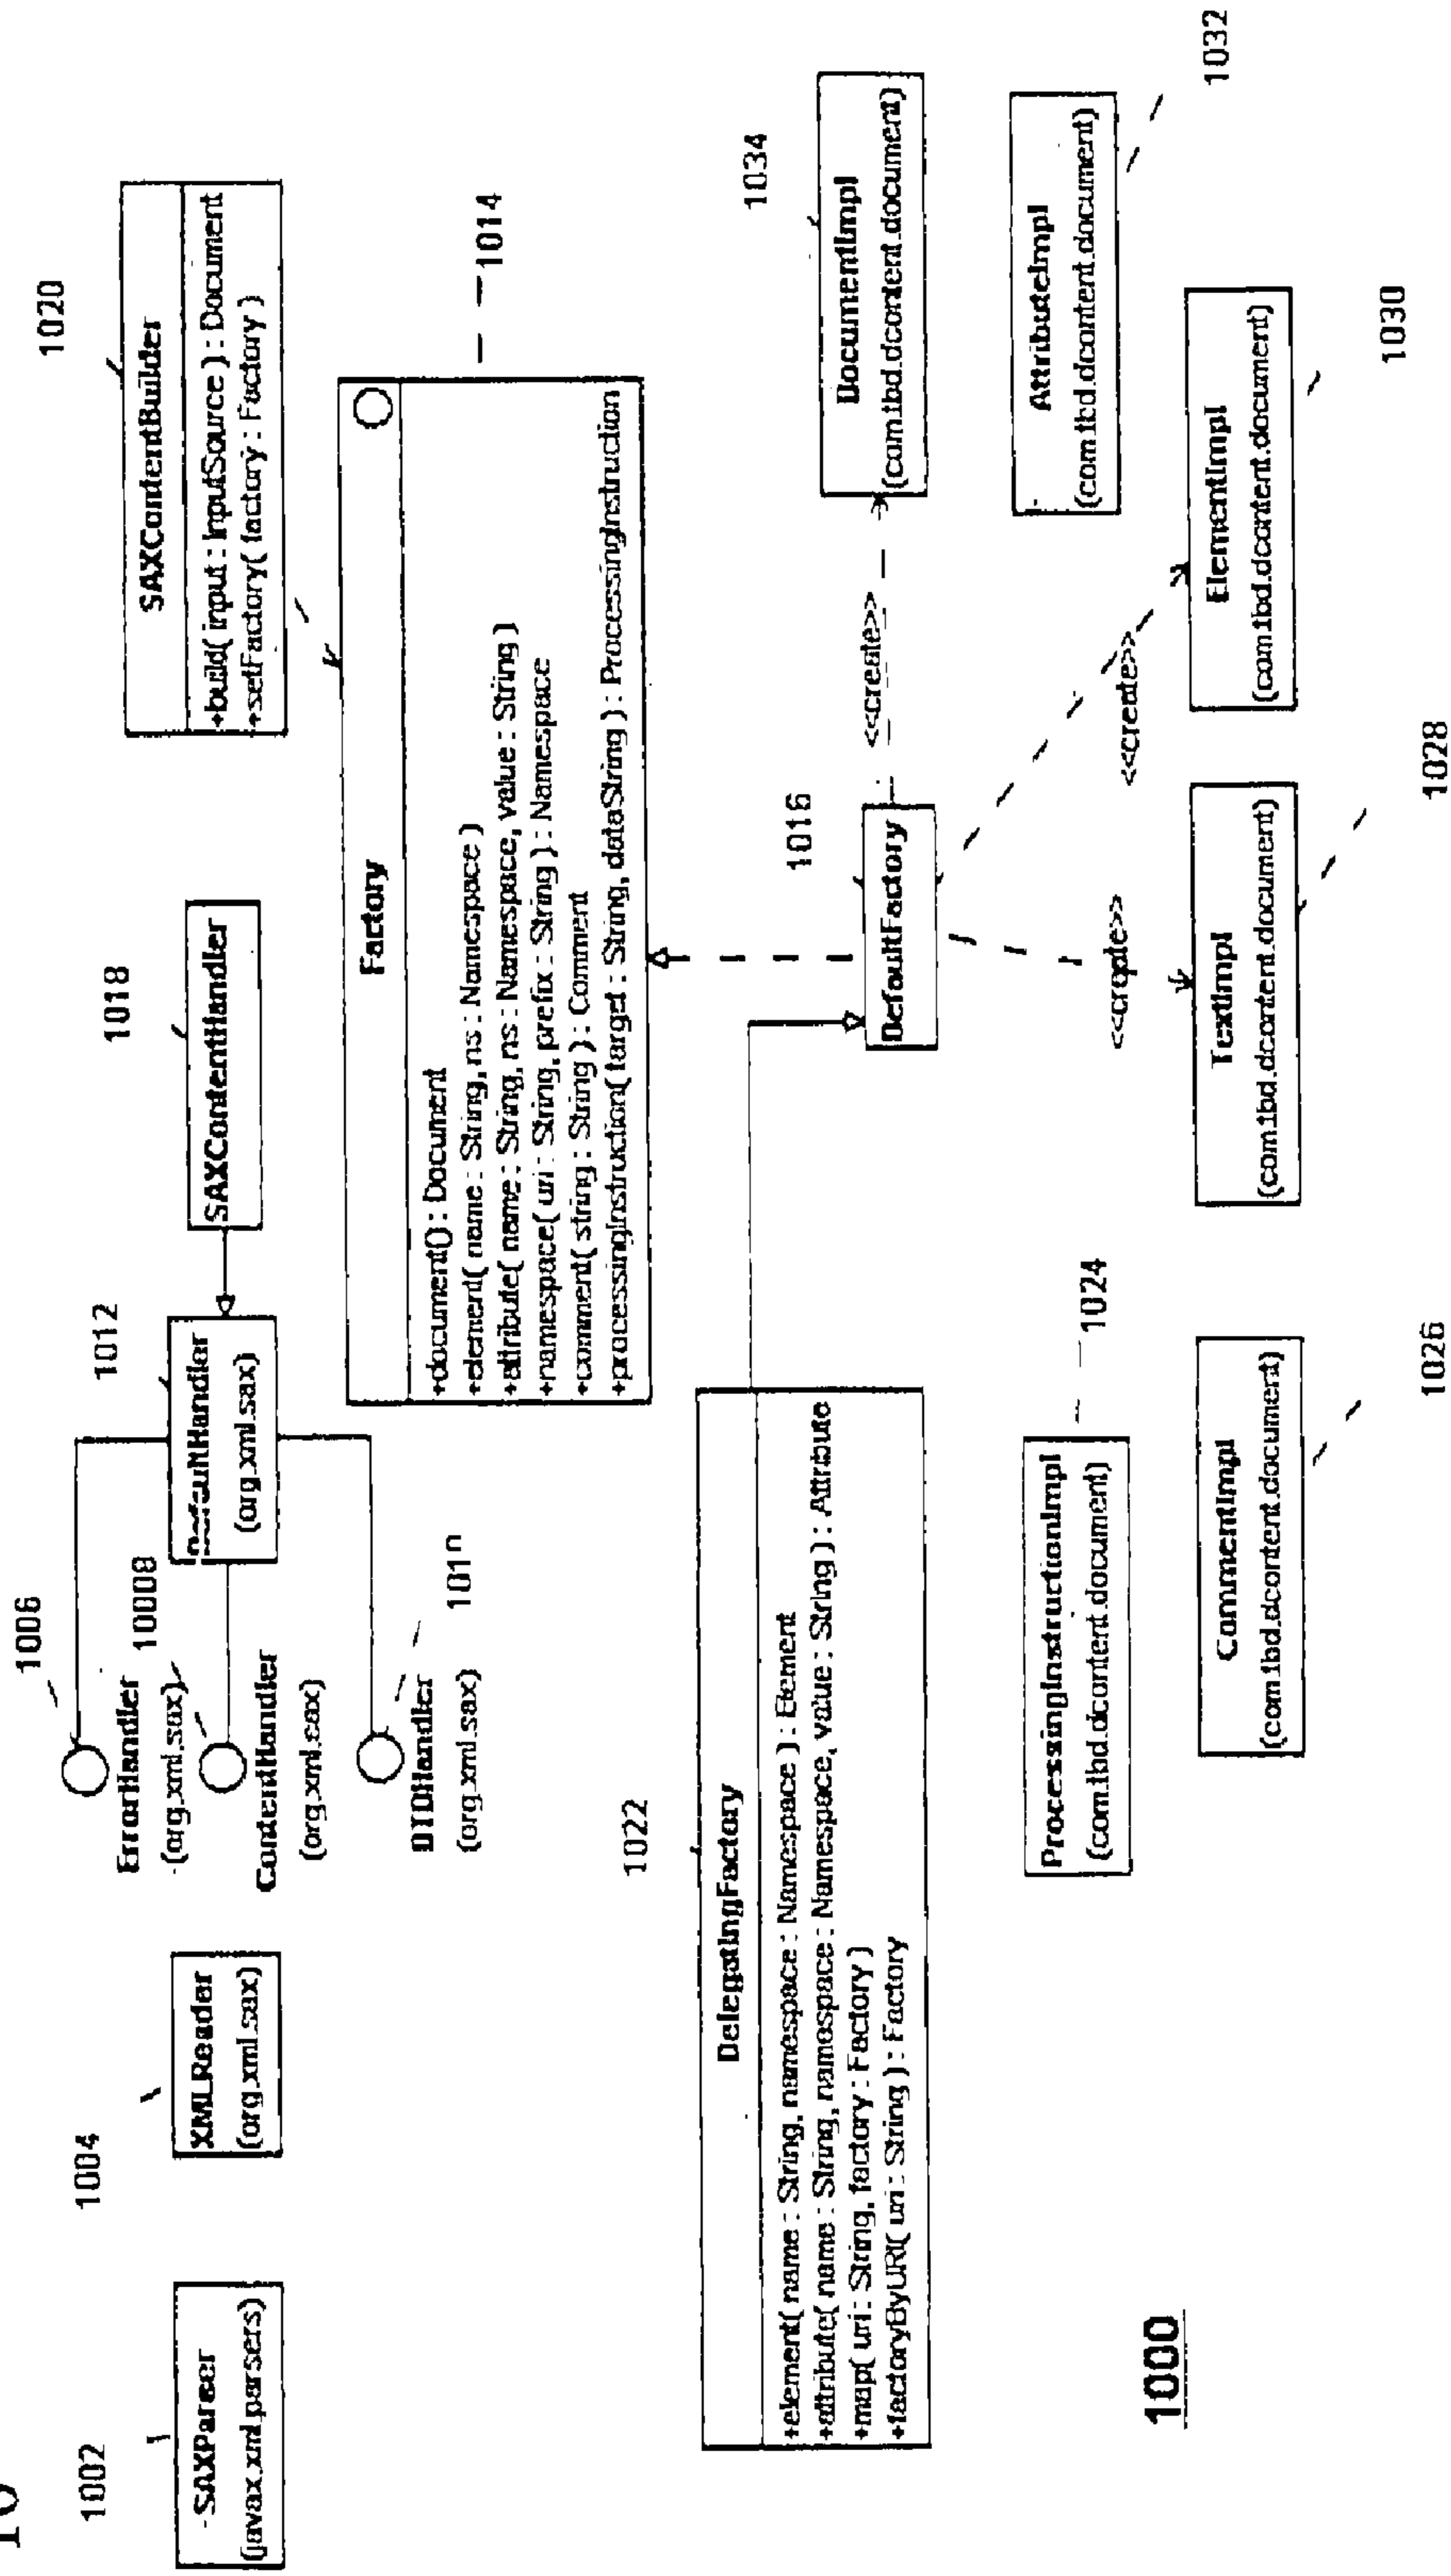 10
1002
SAXParser
(javax.xml.parsers)
1004
XMLReader
(org.xml.sax)
1006
ErrorHandler
(org.xml.sax)
10008
ContentHandler
(org.xml.sax)
DTDHandler
(org.xml.sax)
1012
DefaultHandler
(org.xml.sax)
1018
SAXContentHandler
1020
SAXContentBuilder
+build( input : InputSource ) : Document
+setFactory( factory : Factory )
1014
Factory
+document() : Document
+element( name : String, ns : Namespace )
+attribute( name : String, ns : Namespace, value : String )
+namespace( uri : String, prefix : String ) : Namespace
+comment( string : String ) : Comment
+processingInstruction( target : String, dataString ) : ProcessingInstruction
1022
DelegatingFactory
+element( name : String, namespace : Namespace ) : Element
+attribute( name : String, namespace : Namespace, value : String ) : Attribute
+map( uri : String, factory : Factory )
+factoryByURI( uri : String ) : Factory
1016
DefaultFactory
<<create>>
<<create>>
<<create>>
1034
DocumentImpl
(com.tbd.dcontent.document)
AttributeImpl
(com.tbd.dcontent.document)
1032
ProcessingInstructionImpl
(com.tbd.dcontent.document)
1024
CommentImpl
(com.tbd.dcontent.document)
1026
TextImpl
(com.tbd.dcontent.document)
1028
ElementImpl
(com.tbd.dcontent.document)
1030
1000